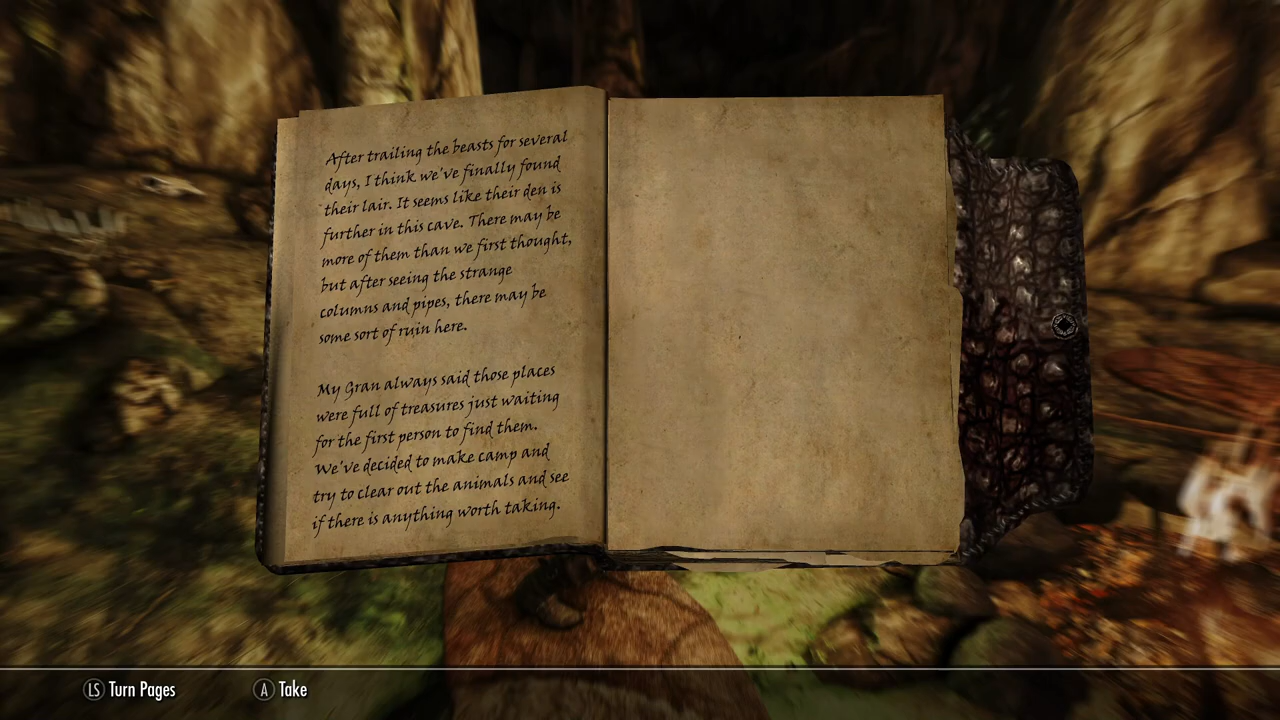 After trailing the beasts for several
days, I think we've finally found
their lair. It seems like their den is
further in this cave. There may be
more of them than we first thought,
but after seeing the strange
columns and pipes, there may be
some sort of ruin here.
My Gran always said those places
were full of treasures just waiting
for the first person to find them.
We've decided to make camp and
try to clear out the animals and see
if there is anything worth taking.
LS Turn Pages
A Take